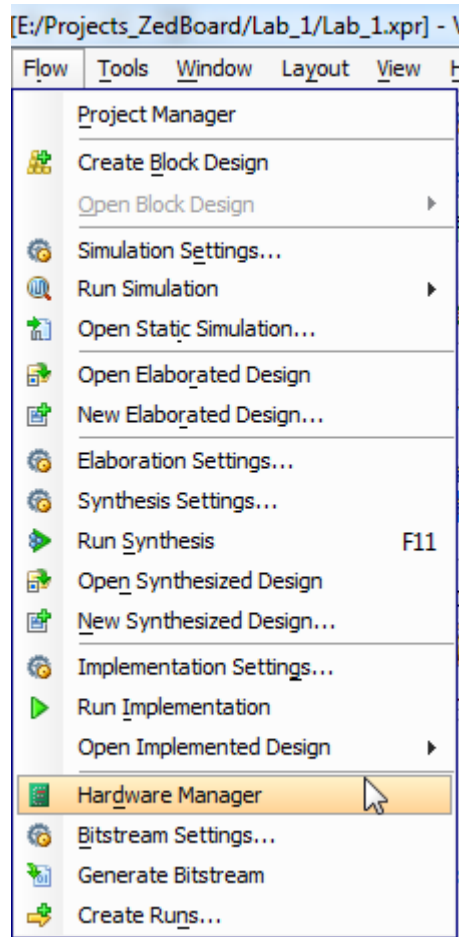 [E:/Projects_ZedBoard/Lab_1/Lab_1.xpr] -
Flow Tools Window Layout View
Project Manager
Create Block Design
Open Block Design
Simulation Settings...
Run Simulation
Open Static Simulation...
Open Elaborated Design
New Elaborated Design...
Elaboration Settings...
Synthesis Settings...
Run Synthesis F11
Open Synthesized Design
New Synthesized Design...
Implementation Settings...
Run Implementation
Open Implemented Design
Hardware Manager
Bitstream Settings...
Generate Bitstream
Create Runs...